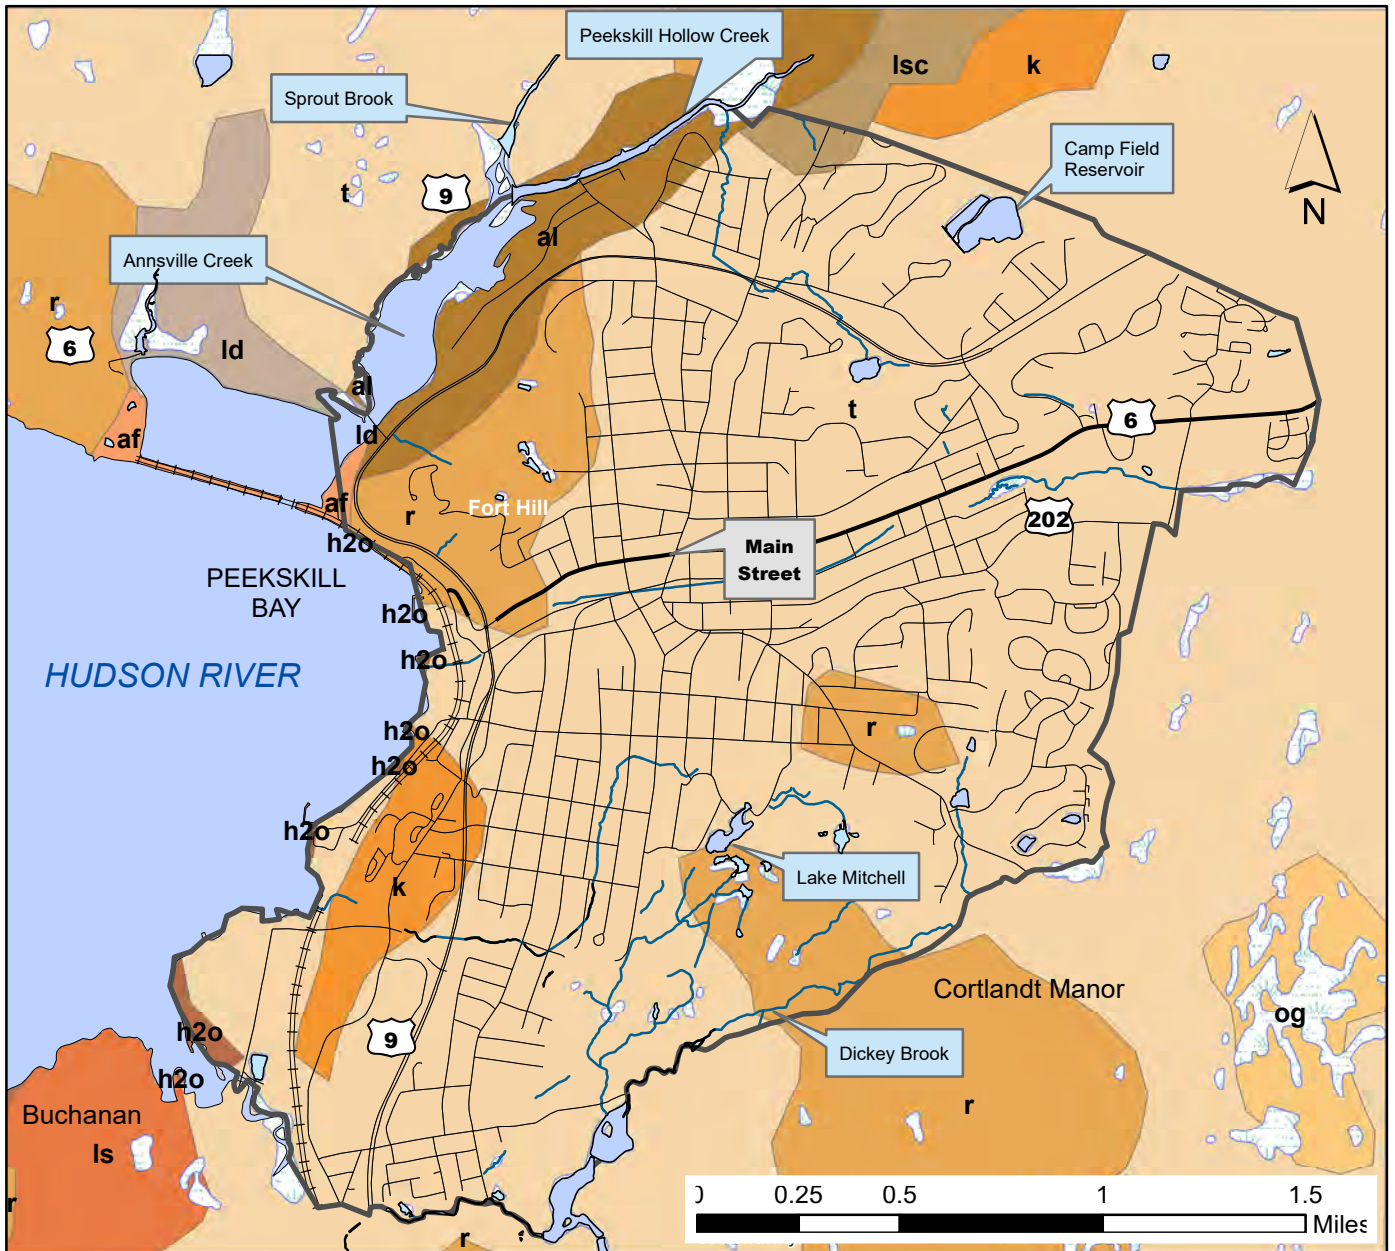 Peekskill Hollow Creek
lsc
k
Sprout Brook
Camp Field
Reservoir
t
9
N
al
Annsville Creek
r
6
ld
al
t
6
af
ld
af
r
Fort Hill
202
h2o
Main
Street
PEEKSKILL
BAY
h2o
h2o
HUDSON RIVER
h2o
r
h2o
h2o
k
Lake Mitchell
Cortlandt Manor
og
h2o
9
Dickey Brook
h2o
Buchanan
r
ls
r
r
0 0.25 0.5 1 1.5
Miles